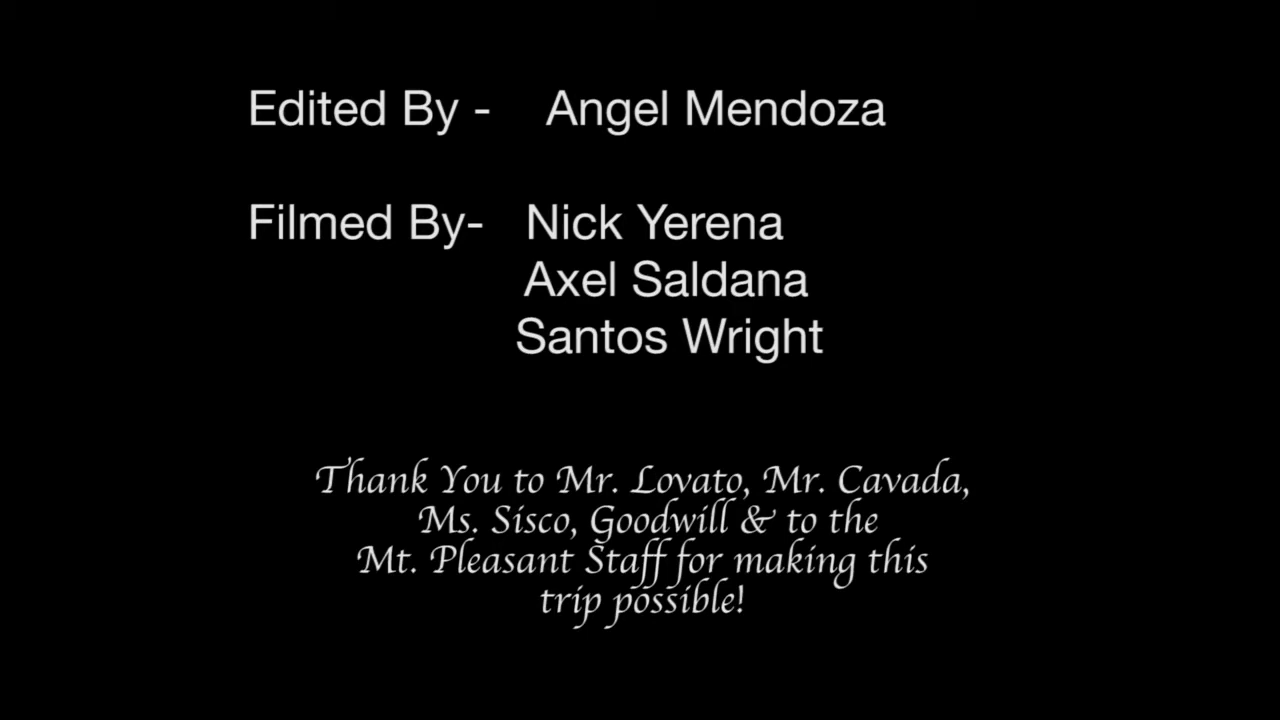 Edited By - Angel Mendoza
Filmed By- Nick Yerena
Axel Saldana
Santos Wright
Thank You to Mr. Lovato, Mr. Cavada,
Ms. Sisco, Goodwill & to the
Mt. Pleasant Staff for making this
trip possible!